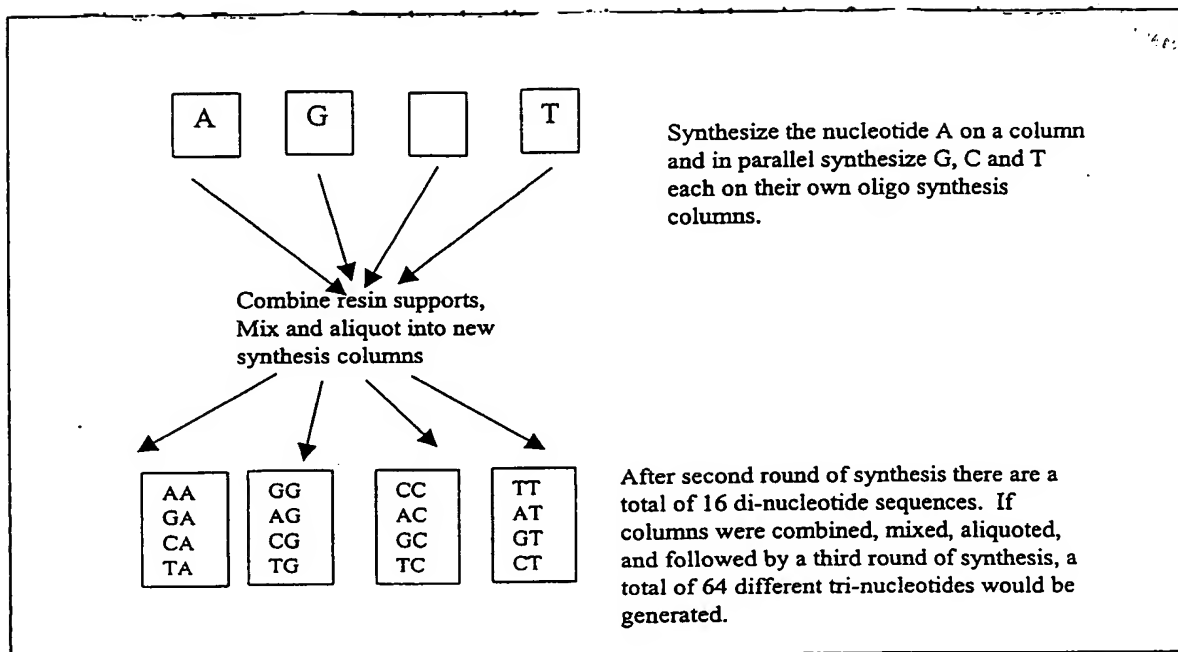 A G T
Synthesize the nucleotide A on a column
and in parallel synthesize G, C and T
each on their own oligo synthesis
columns.
Combine resin supports,
Mix and aliquot into new
synthesis columns
AA GG CC TT
GA AG AC AT
CA CG GC GT
TA TG TC CT
After second round of synthesis there are a
total of 16 di-nucleotide sequences. If
columns were combined, mixed, aliquoted,
and followed by a third round of synthesis, a
total of 64 different tri-nucleotides would be
generated.